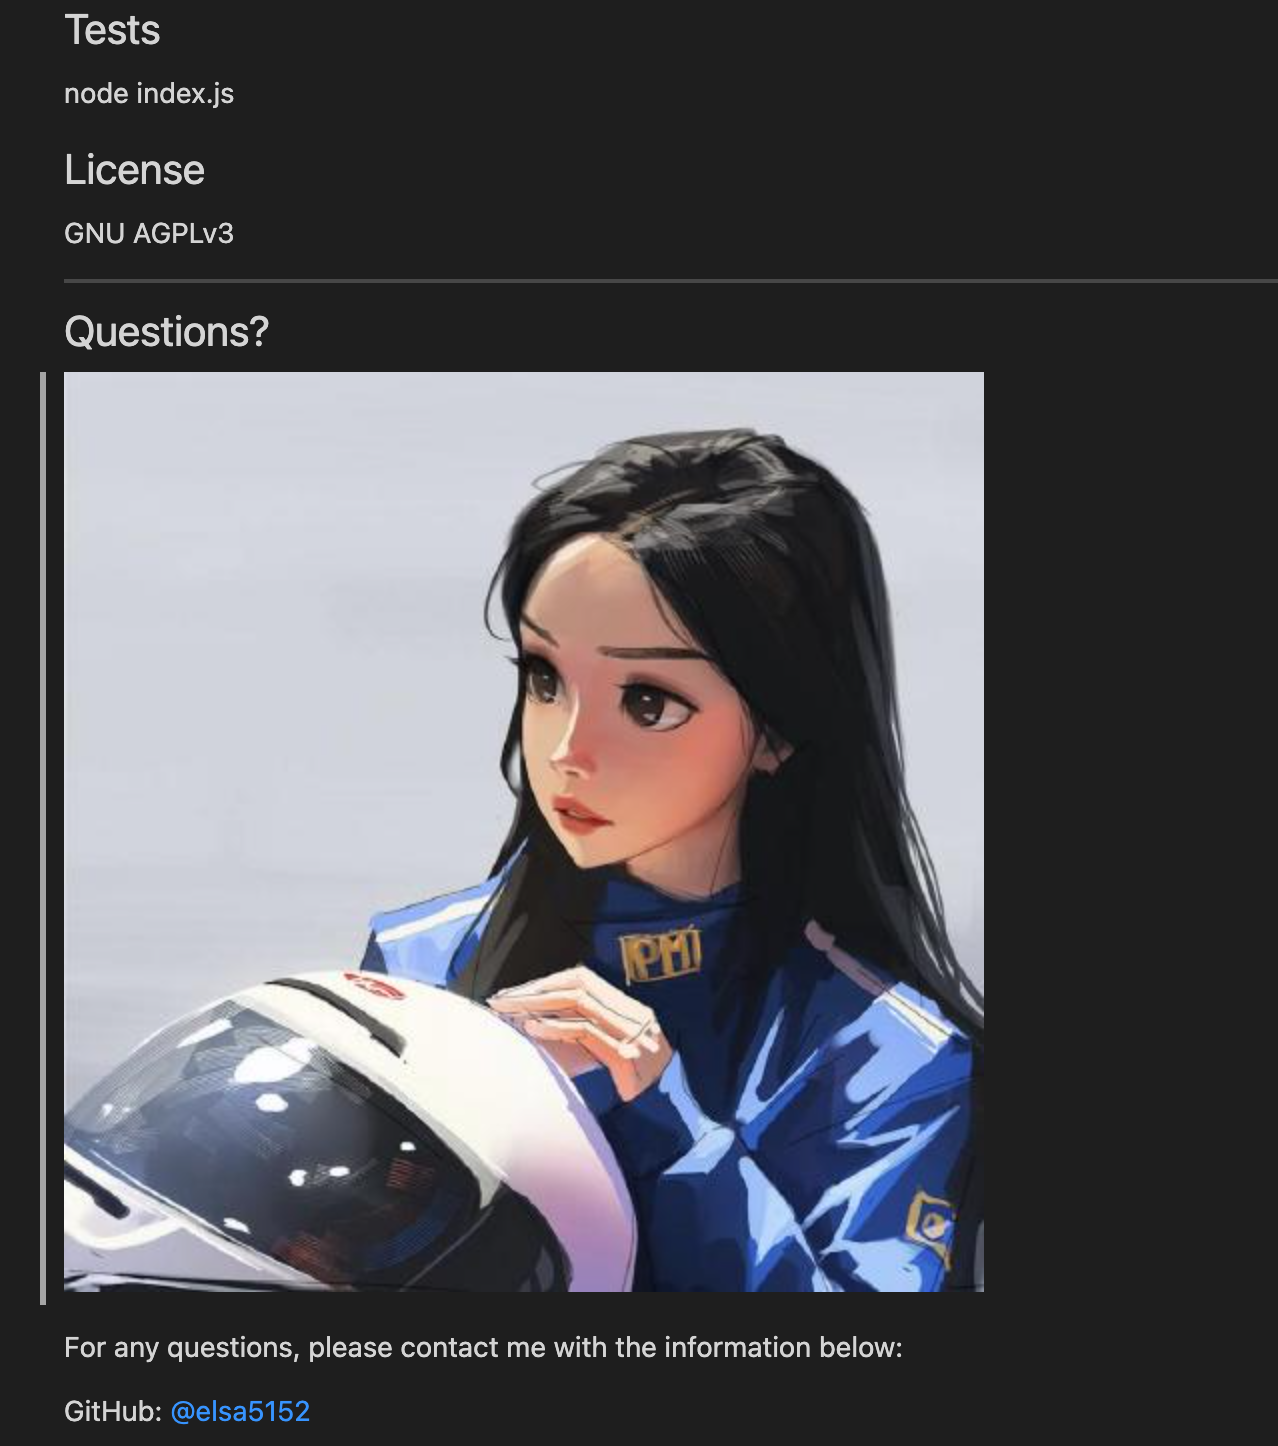 Tests
node index.js
License
GNU AGPLv3
Questions?
PM
For any questions, please contact me with the information below:
GitHub: @elsa5152